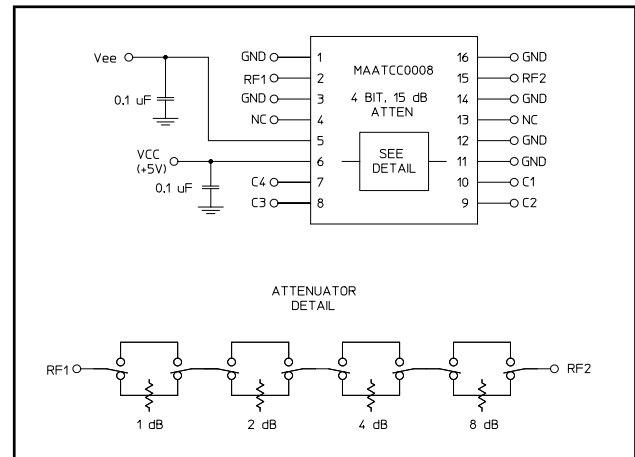 Vee
0.1 uF
VCC
(+5V)
0.1 uF
GND 1
RF1 2
GND 3
NC 4
5
6
C4 7
C3 8
MAATCC0008
4 BIT, 15 dB
ATTEN
SEE
DETAIL
16 GND
15 RF2
14 GND
13 NC
12 GND
11 GND
10 C1
9 C2
ATTENUATOR
DETAIL
RF1
RF2
1 dB
2 dB
4 dB
8 dB